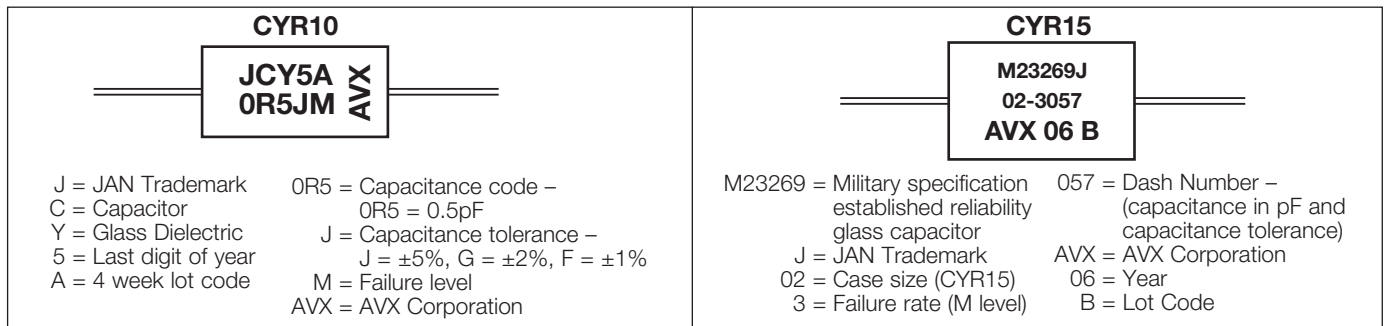 CYR10
JCY5A
0R5JM
AVX
J = JAN Trademark
C = Capacitor
Y = Glass Dielectric
5 = Last digit of year
A = 4 week lot code
0R5 = Capacitance code –
0R5 = 0.5pF
J = Capacitance tolerance –
J = ±5%, G = ±2%, F = ±1%
M = Failure level
AVX = AVX Corporation
CYR15
M23269J
02-3057
AVX 06 B
M23269 = Military specification
established reliability
glass capacitor
J = JAN Trademark
02 = Case size (CYR15)
3 = Failure rate (M level)
057 = Dash Number –
(capacitance in pF and
capacitance tolerance)
AVX = AVX Corporation
06 = Year
B = Lot Code